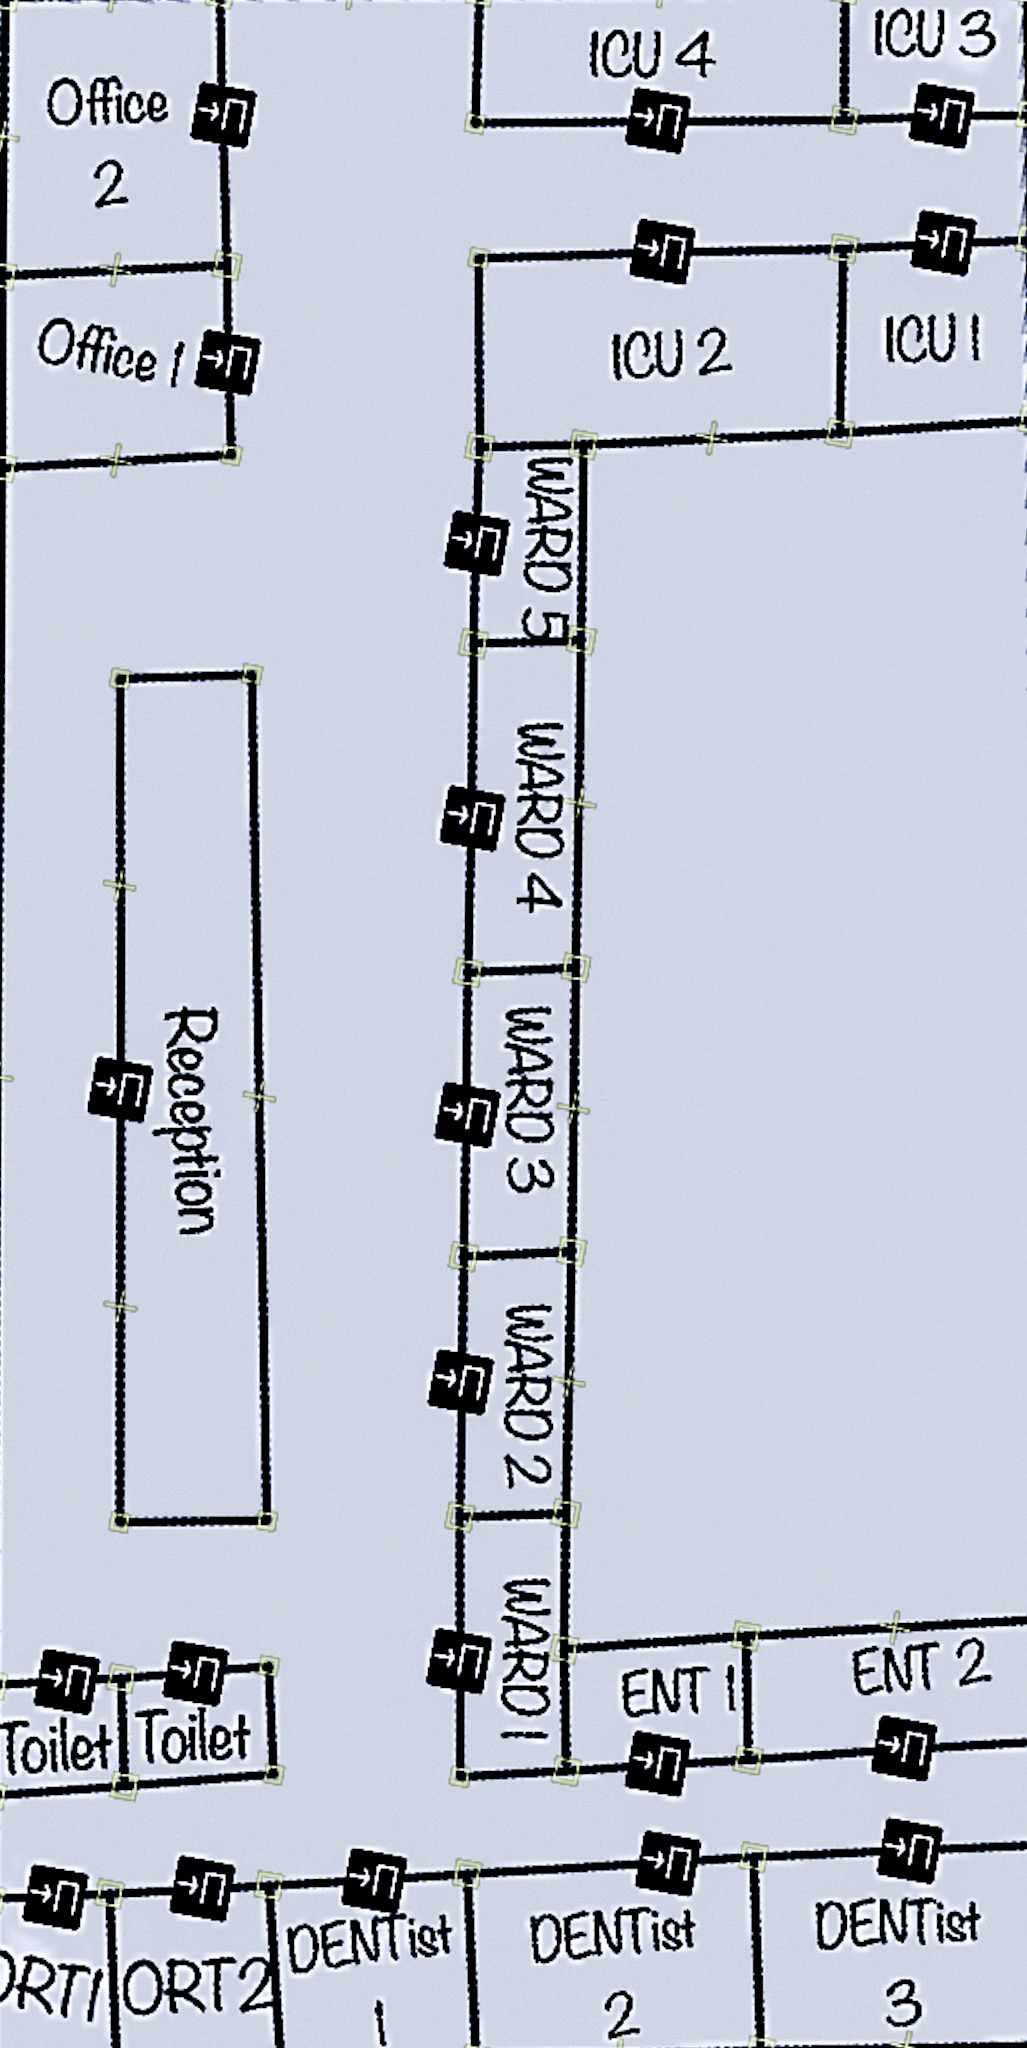 ICU 4
ICU 3
Office
2
Office 1
ICU 2
ICU 1
WARD 5
WARD 4
WARD 3
Reception
WARD 2
WARD 1
ENT 1
ENT 2
Toilet
Toilet
ORT1
ORT2
DENTist
1
DENTist
2
DENTist
3